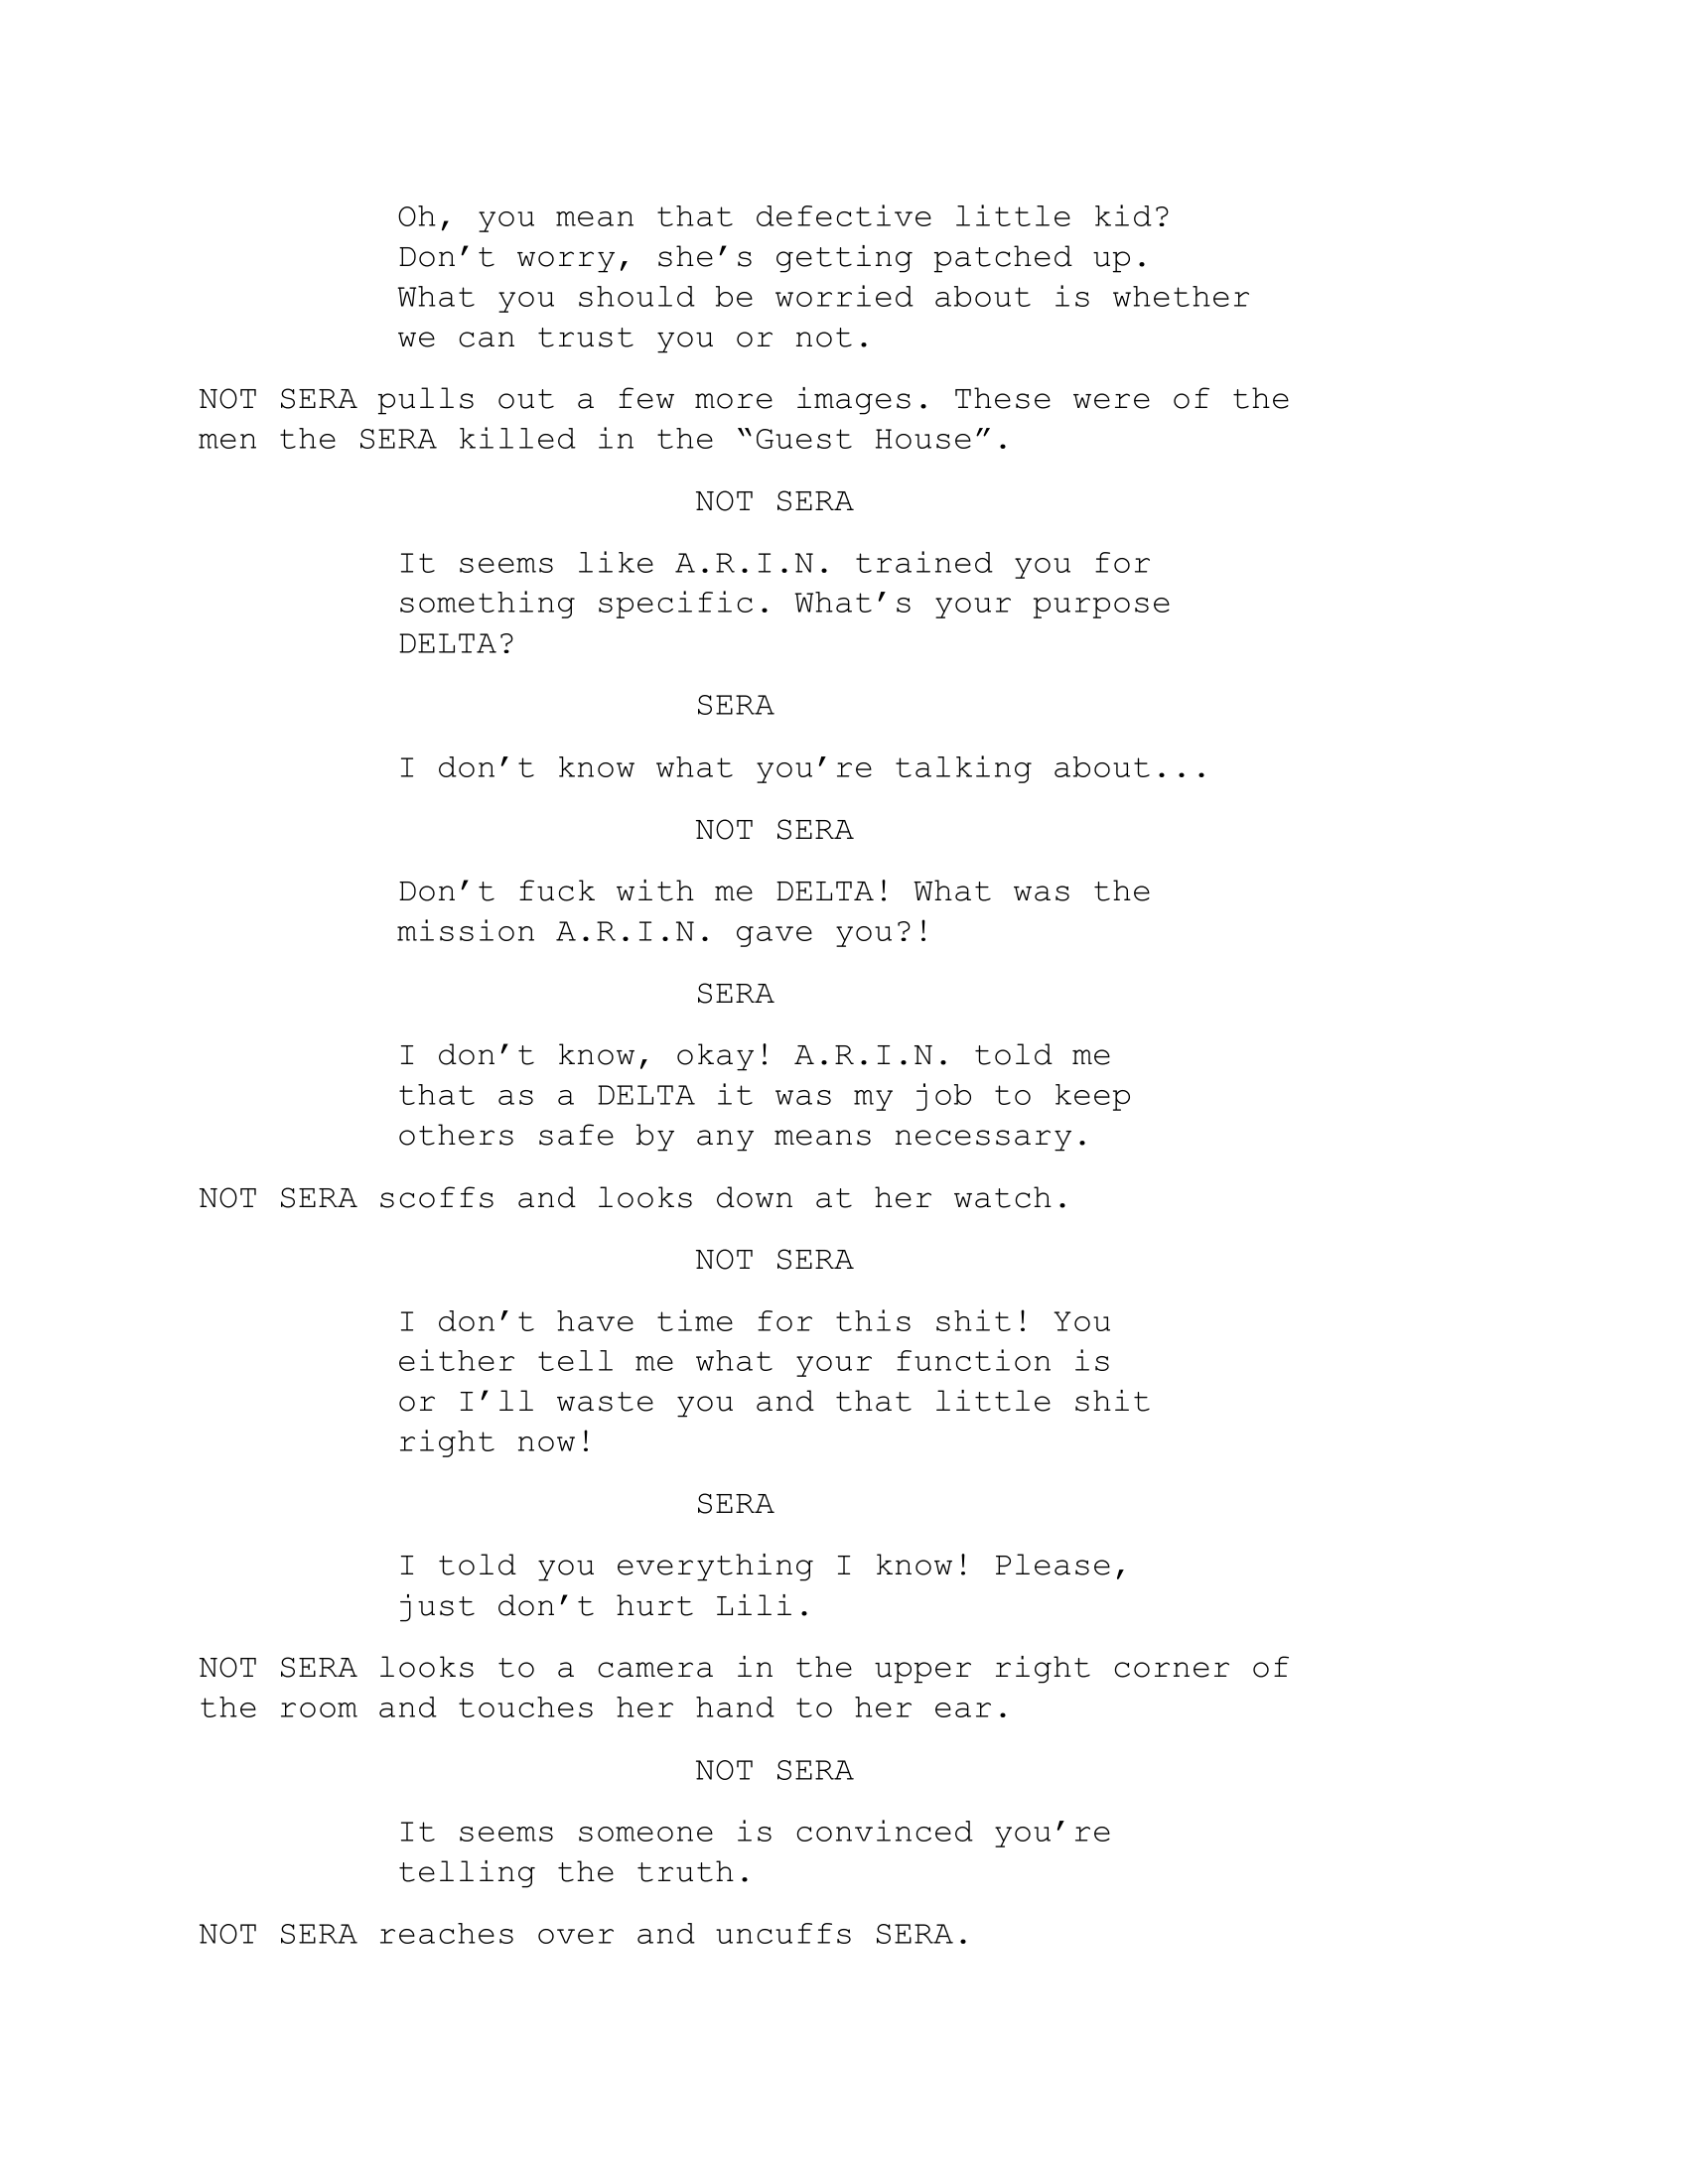 Oh, you mean that defective little kid?
Don’t worry, she’s getting patched up.
What you should be worried about is whether
we can trust you or not.
NOT SERA pulls out a few more images. These were of the
men the SERA killed in the “Guest House”.
NOT SERA
It seems like A.R.I.N. trained you for
something specific. What’s your purpose
DELTA?
SERA
I don’t know what you’re talking about...
NOT SERA
Don’t fuck with me DELTA! What was the
mission A.R.I.N. gave you?!
SERA
I don’t know, okay! A.R.I.N. told me
that as a DELTA it was my job to keep
others safe by any means necessary.
NOT SERA scoffs and looks down at her watch.
NOT SERA
I don’t have time for this shit! You
either tell me what your function is
or I’ll waste you and that little shit
right now!
SERA
I told you everything I know! Please,
just don’t hurt Lili.
NOT SERA looks to a camera in the upper right corner of
the room and touches her hand to her ear.
NOT SERA
It seems someone is convinced you’re
telling the truth.
NOT SERA reaches over and uncuffs SERA.